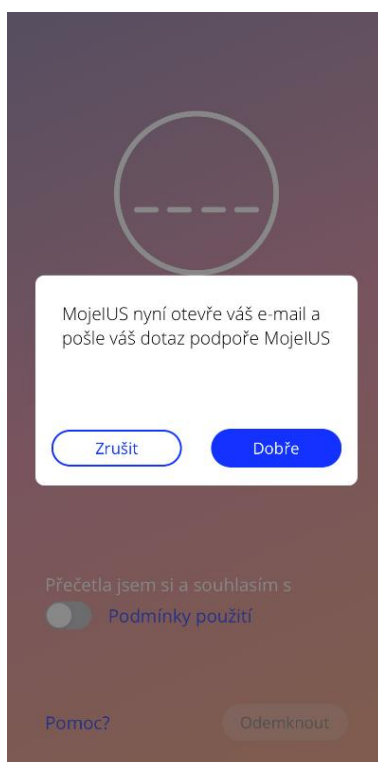 MojeIUS nyní otevře váš e-mail a
pošle váš dotaz podpoře MojeIUS
Zrušit
Dobře
Přečetla jsem si a souhlasím s
Podmínky použití
Pomoc?
Odemknout